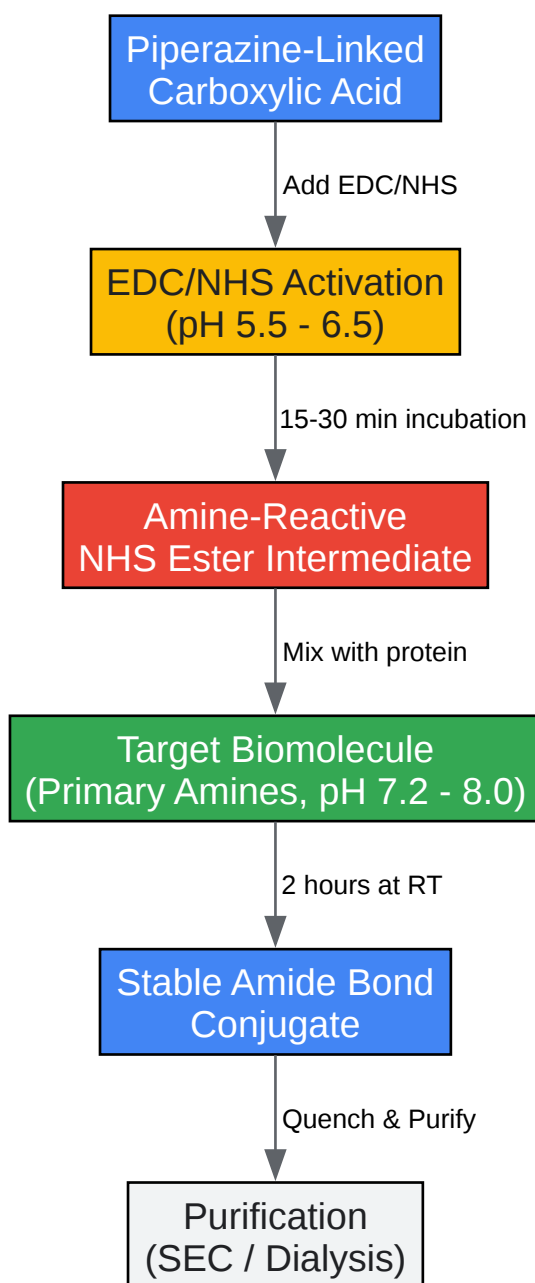 Piperazine-Linked
Carboxylic Acid
Add EDC/NHS
EDC/NHS Activation
(pH 5.5 - 6.5)
15-30 min incubation
Amine-Reactive
NHS Ester Intermediate
Mix with protein
Target Biomolecule
(Primary Amines, pH 7.2 - 8.0)
2 hours at RT
Stable Amide Bond
Conjugate
Quench & Purify
Purification
(SEC / Dialysis)